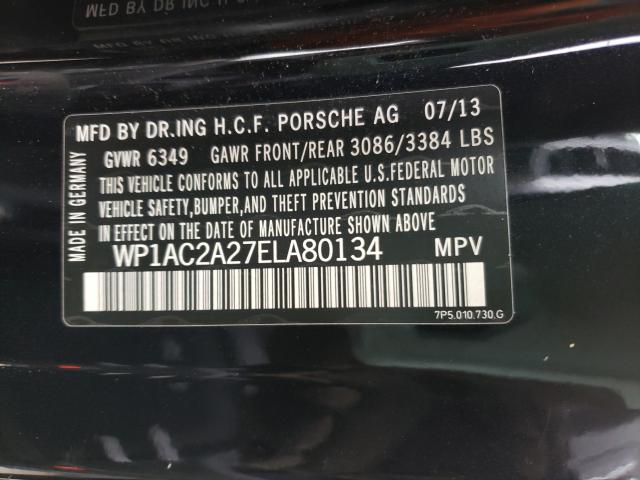 MFD BY DR.ING H.C.F. PORSCHE AG 07/13
GVWR 6349 GAWR FRONT/REAR 3086/3384 LBS
THIS VEHICLE CONFORMS TO ALL APPLICABLE U.S.FEDERAL MOTOR
VEHICLE SAFETY,BUMPER,AND THEFT PREVENTION STANDARDS
IN EFFECT ON THE DATE OF MANUFACTURE SHOWN ABOVE
WP1AC2A27ELA80134 MPV
7P5.010.730.G
MADE IN GERMANY